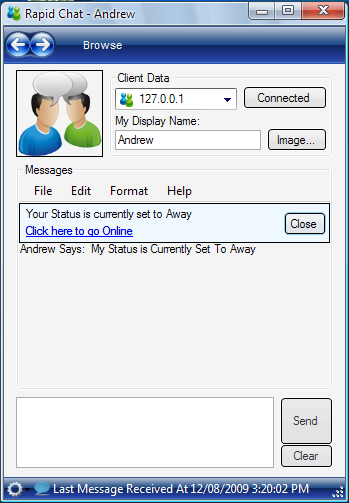 Rapid Chat - Andrew
Browse
Client Data
127.0.0.1
Connected
My Display Name:
Andrew
Image...
Messages
File Edit Format Help
Your Status is currently set to Away
Click here to go Online
Close
Andrew Says: My Status is Currently Set To Away
Send
Clear
Last Message Received At 12/08/2009 3:20:02 PM